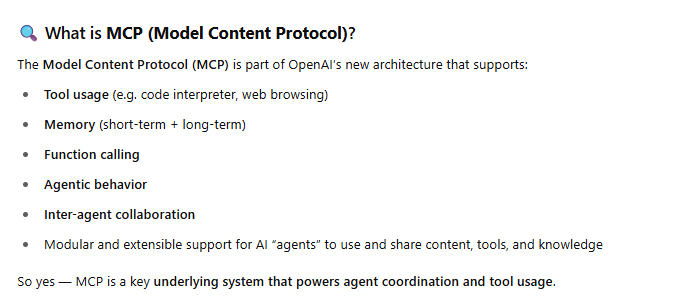 🔍 What is MCP (Model Content Protocol)?
The Model Content Protocol (MCP) is part of OpenAI's new architecture that supports:
• Tool usage (e.g. code interpreter, web browsing)
• Memory (short-term + long-term)
• Function calling
• Agentic behavior
• Inter-agent collaboration
• Modular and extensible support for AI “agents” to use and share content, tools, and knowledge
So yes — MCP is a key underlying system that powers agent coordination and tool usage.